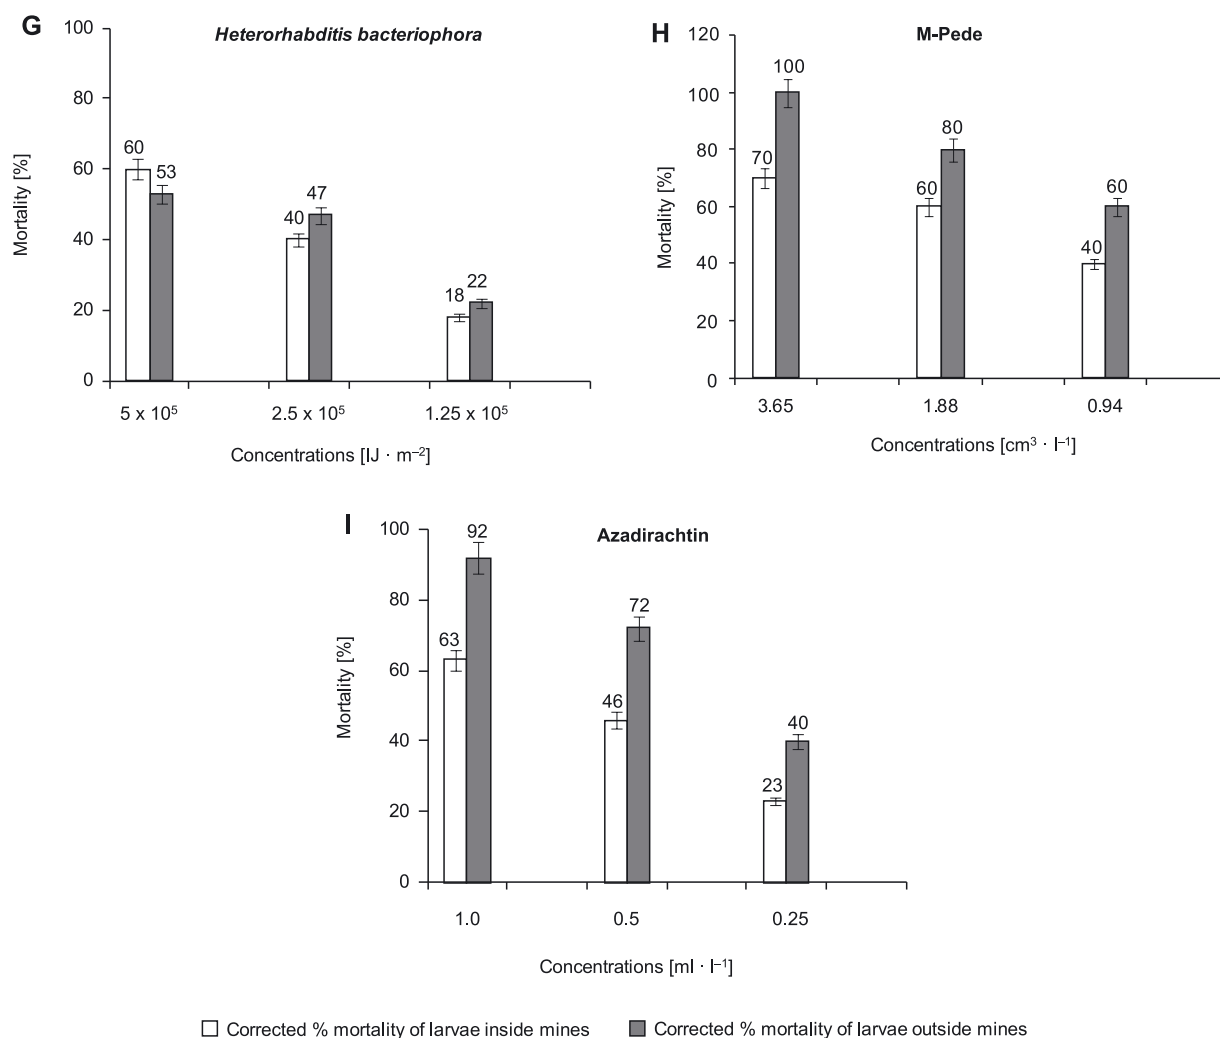 G
Heterorhabditis bacteriophora
Mortality [%]
100
80
60
40
20
0
60
53
40
47
18
22
5 x 10⁵
2.5 x 10⁵
1.25 x 10⁵
Concentrations [IJ · m⁻²]
H
M-Pede
Mortality [%]
120
100
80
60
40
20
0
70
100
60
80
40
60
3.65
1.88
0.94
Concentrations [cm³ · l⁻¹]
I
Azadirachtin
Mortality [%]
100
80
60
40
20
0
63
92
46
72
23
40
1.0
0.5
0.25
Concentrations [ml · l⁻¹]
Corrected % mortality of larvae inside mines
Corrected % mortality of larvae outside mines